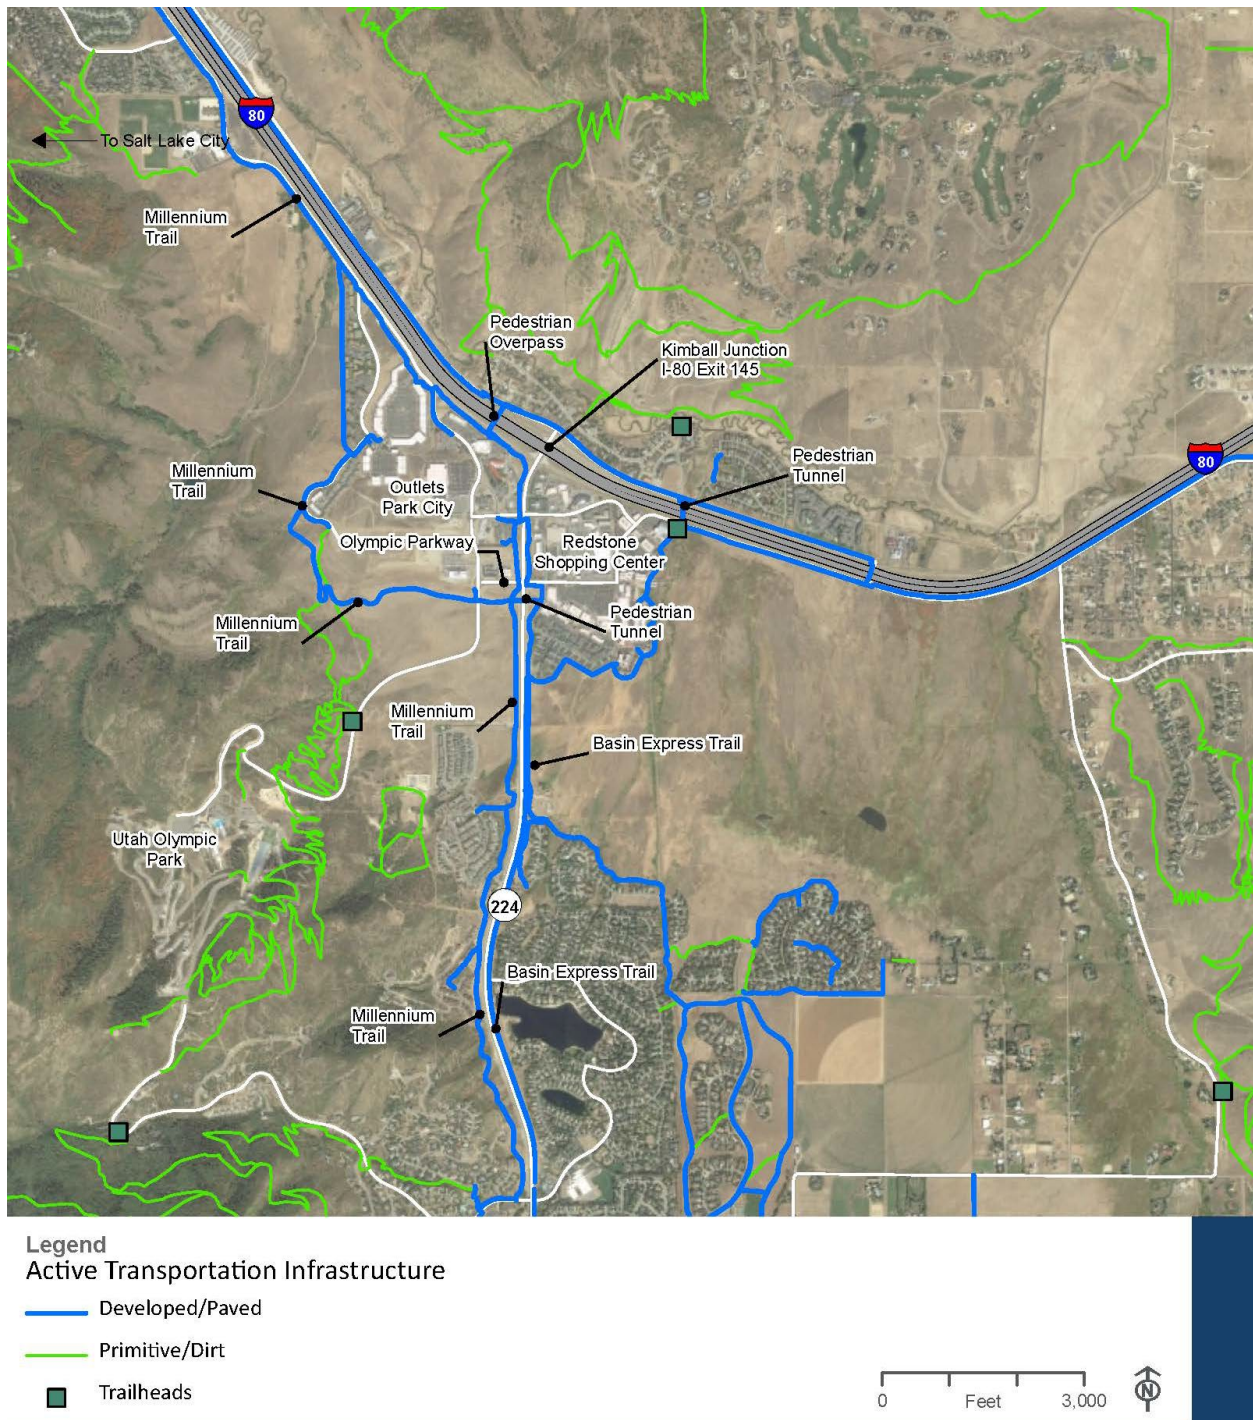 80
To Salt Lake City
Millennium
Trail
Pedestrian
Overpass
Kimball Junction
I-80 Exit 145
Pedestrian
Tunnel
80
Millennium
Trail
Outlets
Park City
Olympic Parkway
Redstone
Shopping Center
Millennium
Trail
Pedestrian
Tunnel
Millennium
Trail
Basin Express Trail
Utah Olympic
Park
224
Basin Express Trail
Millennium
Trail
Legend
Active Transportation Infrastructure
Developed/Paved
Primitive/Dirt
Trailheads
0 Feet 3,000
N